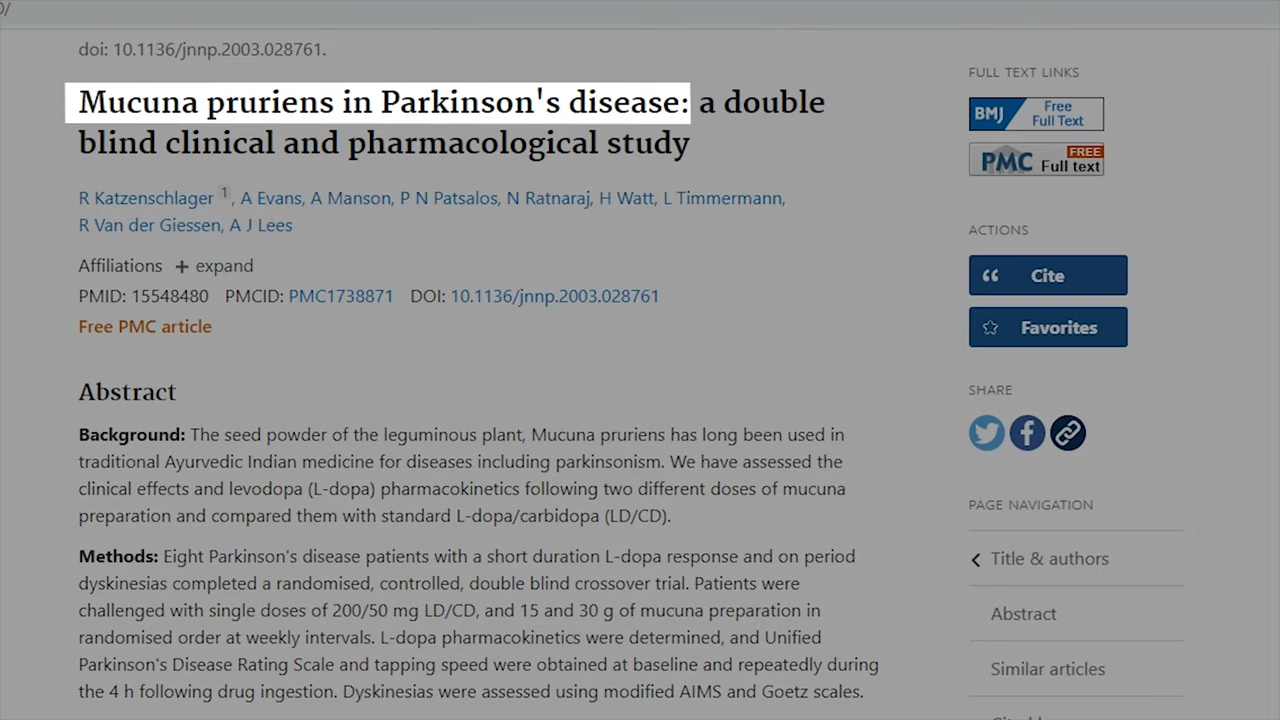 0/
doi: 10.1136/jnnp.2003.028761.
Mucuna pruriens in Parkinson's disease: a double
blind clinical and pharmacological study
R Katzenschlager 1, A Evans, A Manson, P N Patsalos, N Ratnaraj, H Watt, L Timmermann,
R Van der Giessen, A J Lees
Affiliations + expand
PMID: 15548480 PMCID: PMC1738871 DOI: 10.1136/jnnp.2003.028761
Free PMC article
Abstract
Background: The seed powder of the leguminous plant, Mucuna pruriens has long been used in
traditional Ayurvedic Indian medicine for diseases including parkinsonism. We have assessed the
clinical effects and levodopa (L-dopa) pharmacokinetics following two different doses of mucuna
preparation and compared them with standard L-dopa/carbidopa (LD/CD).
Methods: Eight Parkinson's disease patients with a short duration L-dopa response and on period
dyskinesias completed a randomised, controlled, double blind crossover trial. Patients were
challenged with single doses of 200/50 mg LD/CD, and 15 and 30 g of mucuna preparation in
randomised order at weekly intervals. L-dopa pharmacokinetics were determined, and Unified
Parkinson's Disease Rating Scale and tapping speed were obtained at baseline and repeatedly during
the 4 h following drug ingestion. Dyskinesias were assessed using modified AIMS and Goetz scales.
FULL TEXT LINKS
BMJ Free
Full Text
PMC FREE
Full text
ACTIONS
Cite
Favorites
SHARE
PAGE NAVIGATION
Title & authors
Abstract
Similar articles